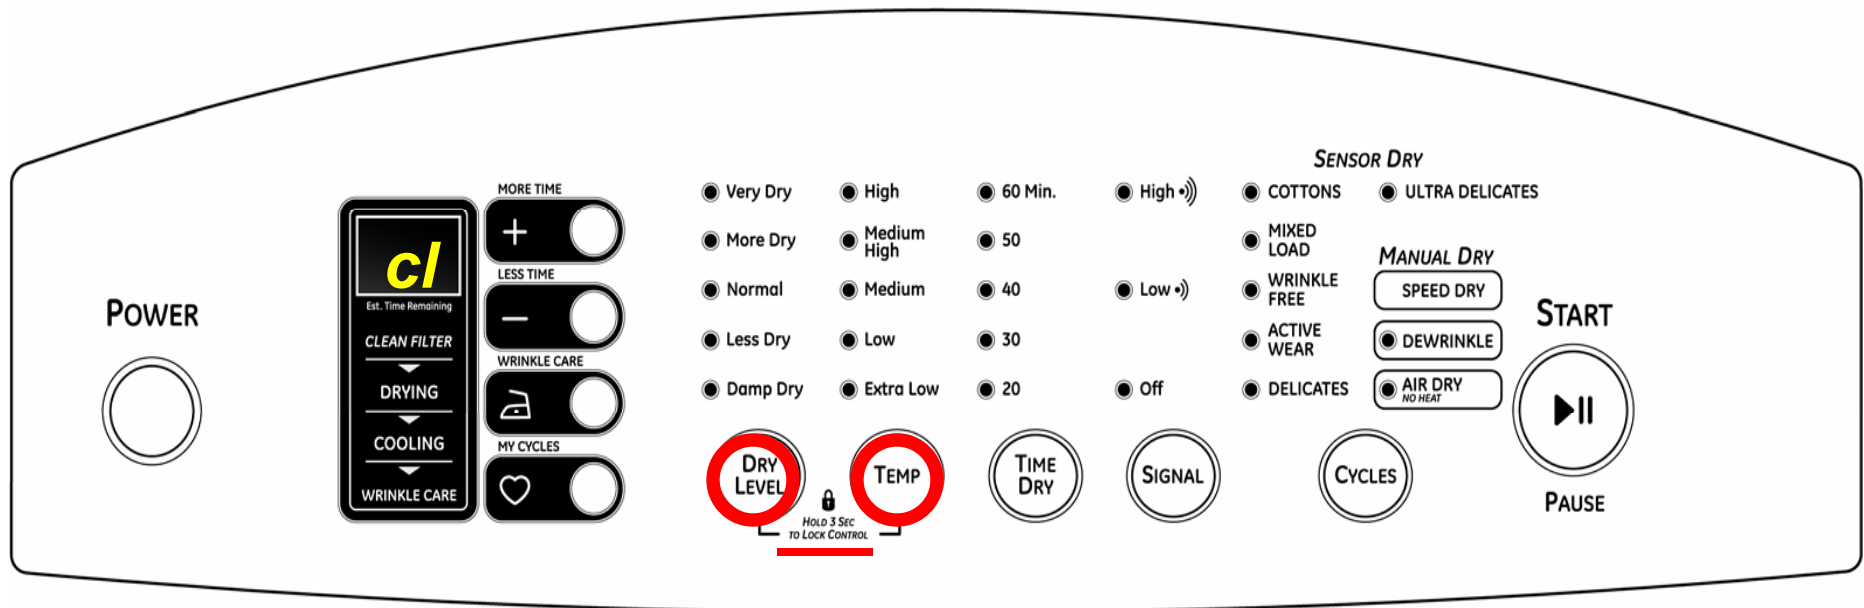 POWER
cl
Est. Time Remaining
CLEAN FILTER
DRYING
COOLING
WRINKLE CARE
MORE TIME
+
LESS TIME
−
WRINKLE CARE
MY CYCLES
Very Dry
More Dry
Normal
Less Dry
Damp Dry
DRY
LEVEL
High
Medium
High
Medium
Low
Extra Low
TEMP
HOLD 3 SEC
TO LOCK CONTROL
60 Min.
50
40
30
20
TIME
DRY
High
Low
Off
SIGNAL
SENSOR DRY
COTTONS
MIXED
LOAD
WRINKLE
FREE
ACTIVE
WEAR
DELICATES
ULTRA DELICATES
MANUAL DRY
SPEED DRY
DEWRINKLE
AIR DRY
NO HEAT
CYCLES
START
PAUSE